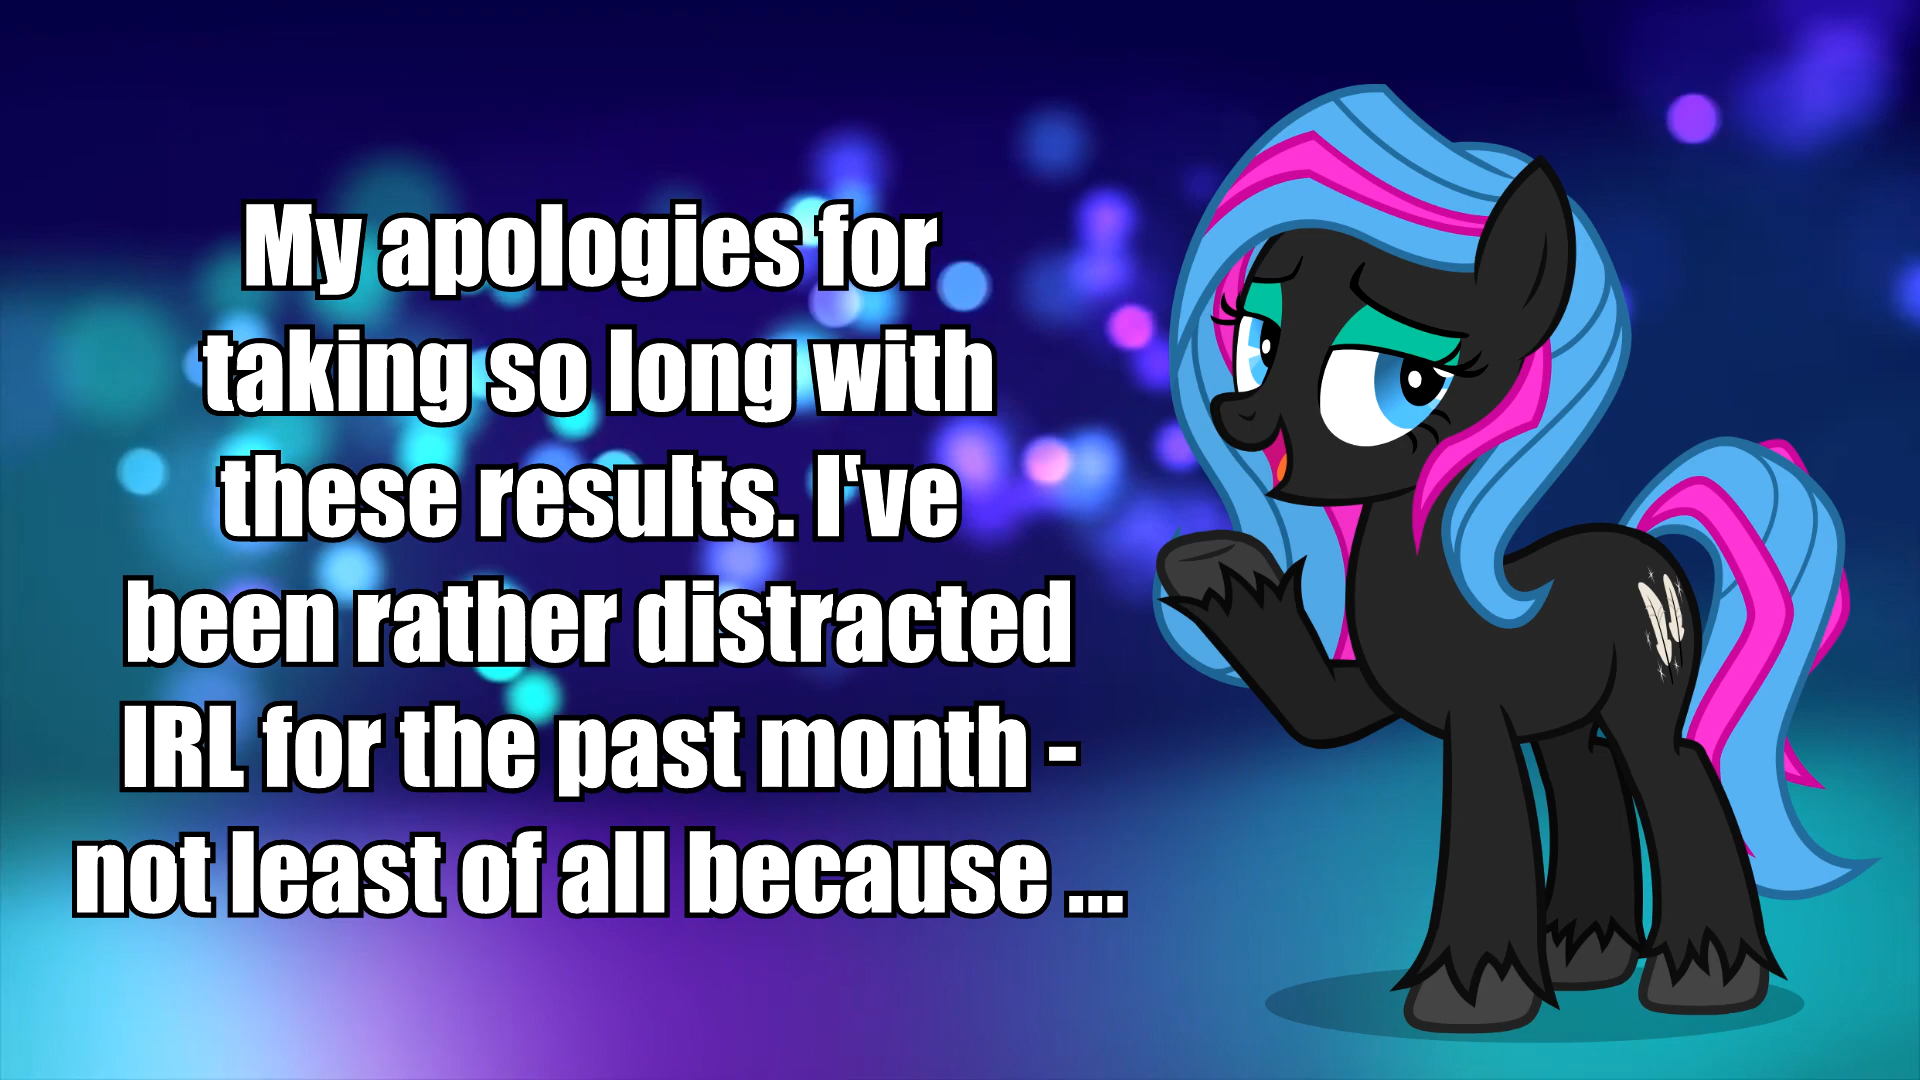 My apologies for
taking so long with
these results. I've
been rather distracted
IRL for the past month -
not least of all because ...